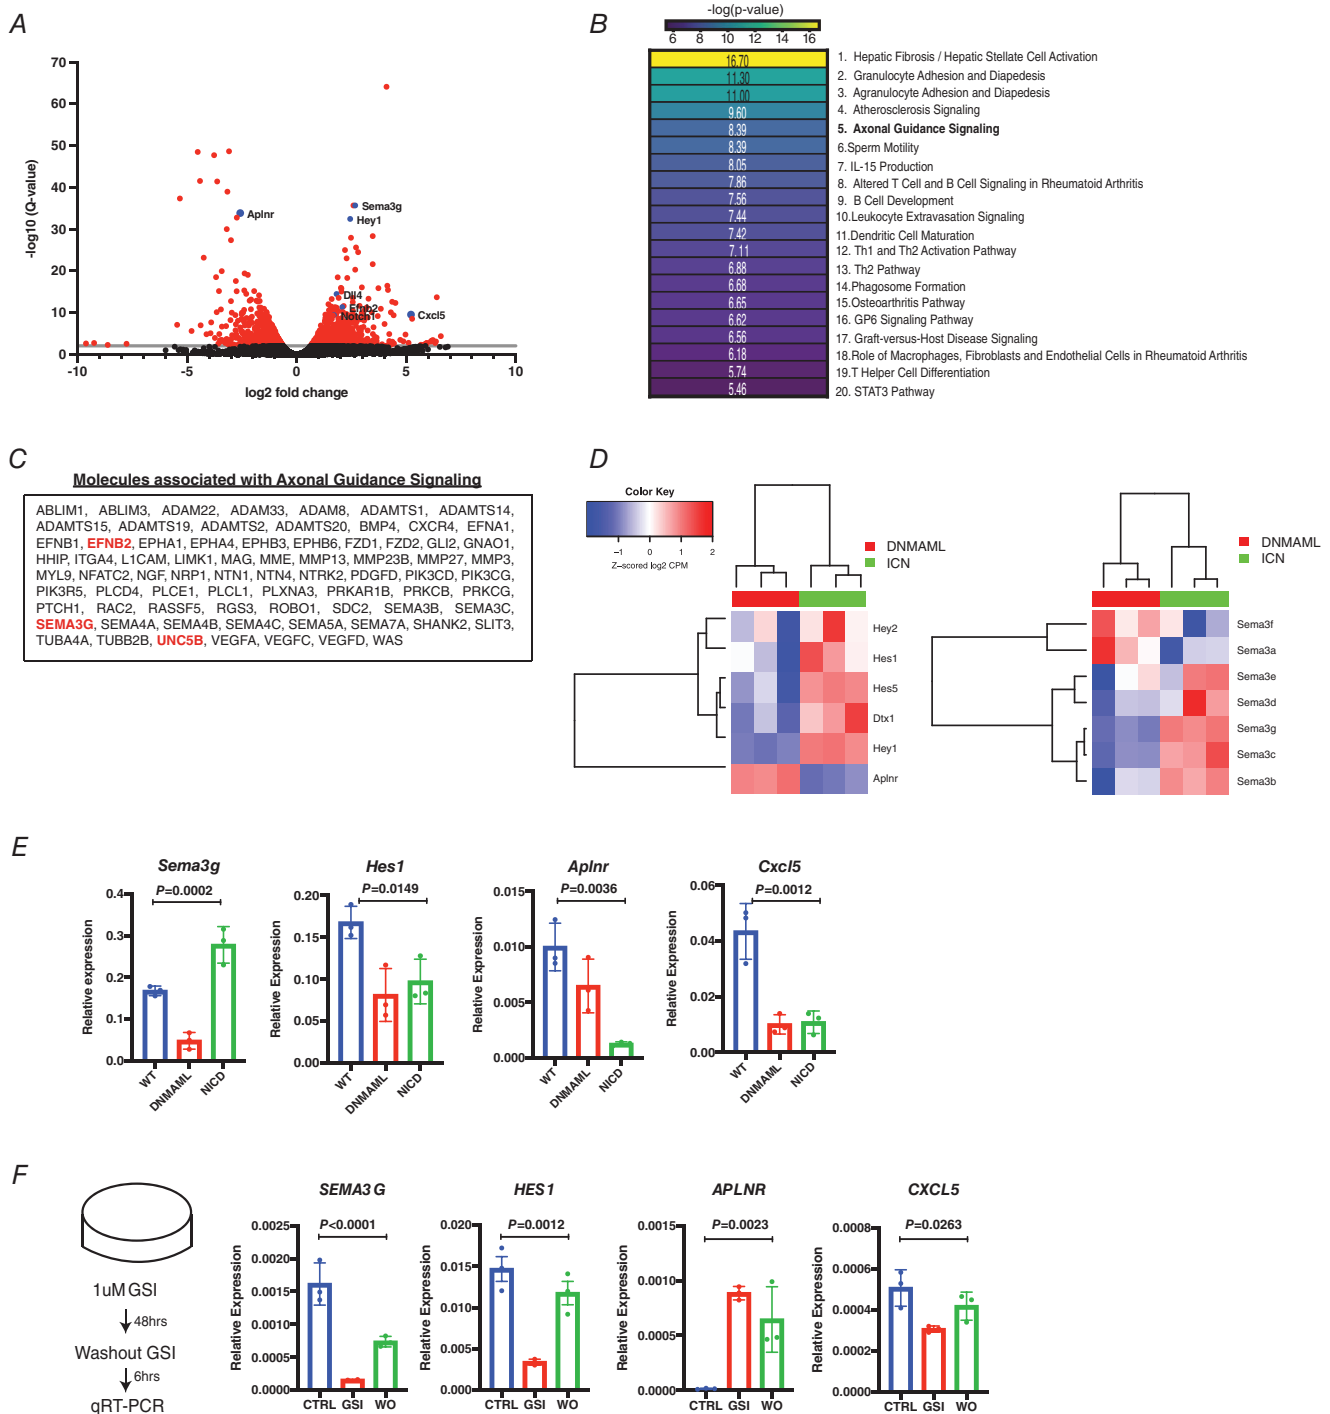 A
70
60
50
40
30
20
10
0
-log10 (Q-value)
-10
-5
0
5
10
log2 fold change
Aplnr
Sema3g
Hey1
Dll4
Efnb2
Notch1
Cxcl5
B
-log(p-value)
6 8 10 12 14 16
16.70
11.30
11.00
9.60
8.39
8.39
8.05
7.86
7.56
7.44
7.42
7.11
6.88
6.68
6.65
6.62
6.56
6.18
5.74
5.46
1. Hepatic Fibrosis / Hepatic Stellate Cell Activation
2. Granulocyte Adhesion and Diapedesis
3. Agranulocyte Adhesion and Diapedesis
4. Atherosclerosis Signaling
5. Axonal Guidance Signaling
6.Sperm Motility
7. IL-15 Production
8. Altered T Cell and B Cell Signaling in Rheumatoid Arthritis
9. B Cell Development
10.Leukocyte Extravasation Signaling
11.Dendritic Cell Maturation
12. Th1 and Th2 Activation Pathway
13. Th2 Pathway
14.Phagosome Formation
15.Osteoarthritis Pathway
16. GP6 Signaling Pathway
17. Graft-versus-Host Disease Signaling
18.Role of Macrophages, Fibroblasts and Endothelial Cells in Rheumatoid Arthritis
19.T Helper Cell Differentiation
20. STAT3 Pathway
C
Molecules associated with Axonal Guidance Signaling
ABLIM1, ABLIM3, ADAM22, ADAM33, ADAM8, ADAMTS1, ADAMTS14,
ADAMTS15, ADAMTS19, ADAMTS2, ADAMTS20, BMP4, CXCR4, EFNA1,
EFNB1, EFNB2, EPHA1, EPHA4, EPHB3, EPHB6, FZD1, FZD2, GLI2, GNAO1,
HHIP, ITGA4, L1CAM, LIMK1, MAG, MME, MMP13, MMP23B, MMP27, MMP3,
MYL9, NFATC2, NGF, NRP1, NTN1, NTN4, NTRK2, PDGFD, PIK3CD, PIK3CG,
PIK3R5, PLCD4, PLCE1, PLCL1, PLXNA3, PRKAR1B, PRKCB, PRKCG,
PTCH1, RAC2, RASSF5, RGS3, ROBO1, SDC2, SEMA3B, SEMA3C,
SEMA3G, SEMA4A, SEMA4B, SEMA4C, SEMA5A, SEMA7A, SHANK2, SLIT3,
TUBA4A, TUBB2B, UNC5B, VEGFA, VEGFC, VEGFD, WAS
D
Color Key
-1 0 1 2
Z-scored log2 CPM
DNMAML
ICN
Hey2
Hes1
Hes5
Dtx1
Hey1
Aplnr
DNMAML
ICN
Sema3f
Sema3a
Sema3e
Sema3d
Sema3g
Sema3c
Sema3b
E
Sema3g
P=0.0002
0.4
0.3
0.2
0.1
0.0
Relative expression
WT
DNMAML
NICD
Hes1
P=0.0149
0.20
0.15
0.10
0.05
0.00
Relative Expression
WT
DNMAML
NICD
Aplnr
P=0.0036
0.015
0.010
0.005
0.000
Relative Expression
WT
DNMAML
NICD
Cxcl5
P=0.0012
0.06
0.04
0.02
0.00
Relative Expression
WT
DNMAML
NICD
F
1uM GSI
48hrs
Washout GSI
6hrs
qRT-PCR
SEMA3 G
P<0.0001
0.0025
0.0020
0.0015
0.0010
0.0005
0.0000
Relative Expression
CTRL GSI WO
HES1
P=0.0012
0.020
0.015
0.010
0.005
0.000
Relative Expression
CTRL GSI WO
APLNR
P=0.0023
0.0015
0.0010
0.0005
0.0000
Relative Expression
CTRL GSI WO
CXCL5
P=0.0263
0.0008
0.0006
0.0004
0.0002
0.0000
Relative Expression
CTRL GSI WO